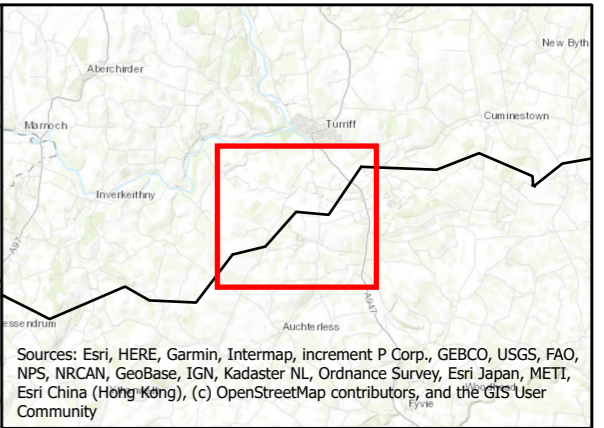 New Byth
Aberchirder
Cuminestown
Turriff
Marnoch
Inverkeithny
A97
A947
essendrum
Auchterless
Sources: Esri, HERE, Garmin, Intermap, increment P Corp., GEBCO, USGS, FAO,
NPS, NRCAN, GeoBase, IGN, Kadaster NL, Ordnance Survey, Esri Japan, METI,
Esri China (Hong Kong), (c) OpenStreetMap contributors, and the GIS User
Community
Woodhead
Fyvie